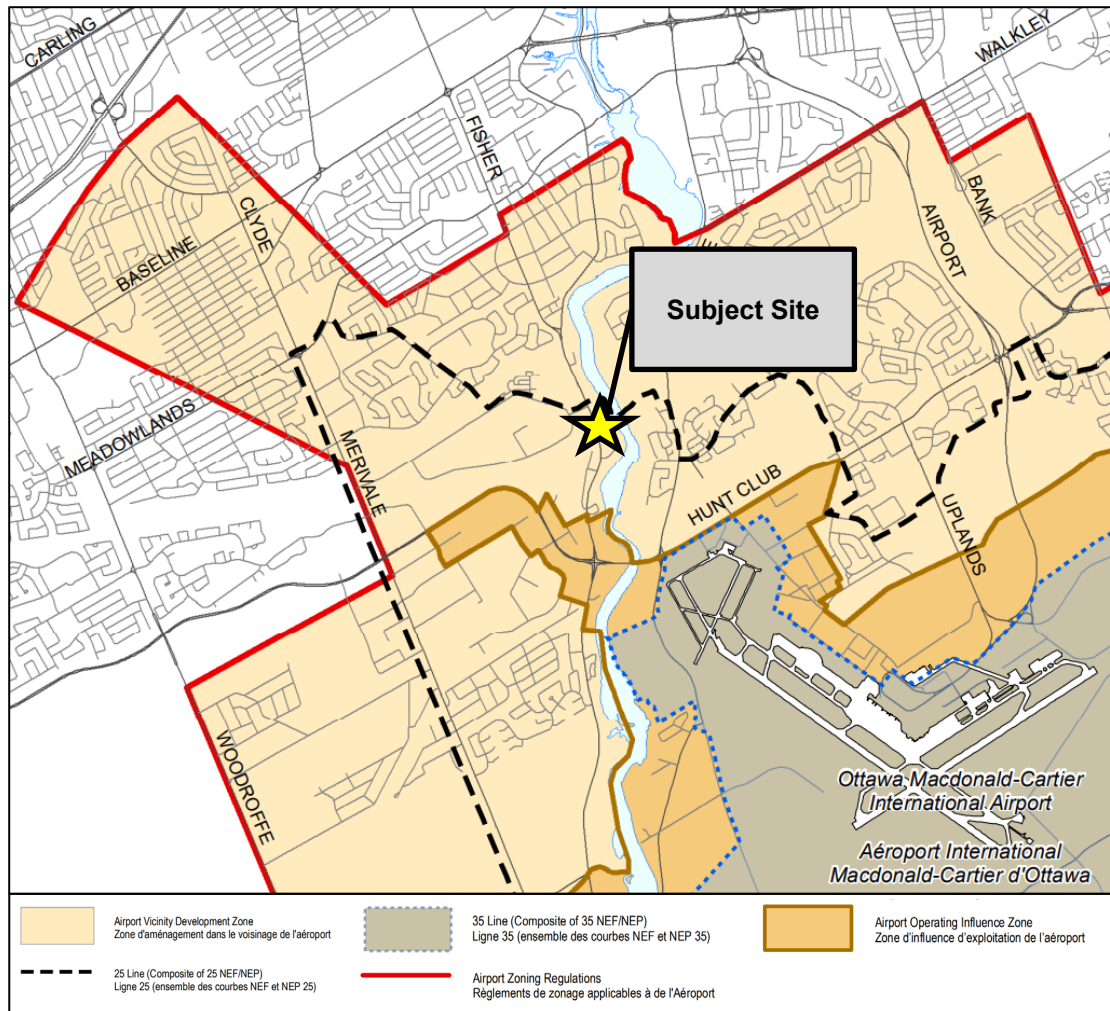 CARLING
WALKLEY
FISHER
CLYDE
BANK
BASELINE
AIRPORT
Subject Site
MEADOWLANDS
MERIVALE
HUNT CLUB
UPLANDS
WOODROFFE
Ottawa Macdonald-Cartier
International Airport
Aéroport International
Macdonald-Cartier d'Ottawa
Airport Vicinity Development Zone
Zone d'aménagement dans le voisinage de l'aéroport
35 Line (Composite of 35 NEF/NEP)
Ligne 35 (ensemble des courbes NEF et NEP 35)
Airport Operating Influence Zone
Zone d'influence d'exploitation de l'aéroport
25 Line (Composite of 25 NEF/NEP)
Ligne 25 (ensemble des courbes NEF et NEP 25)
Airport Zoning Regulations
Règlements de zonage applicables à de l'Aéroport